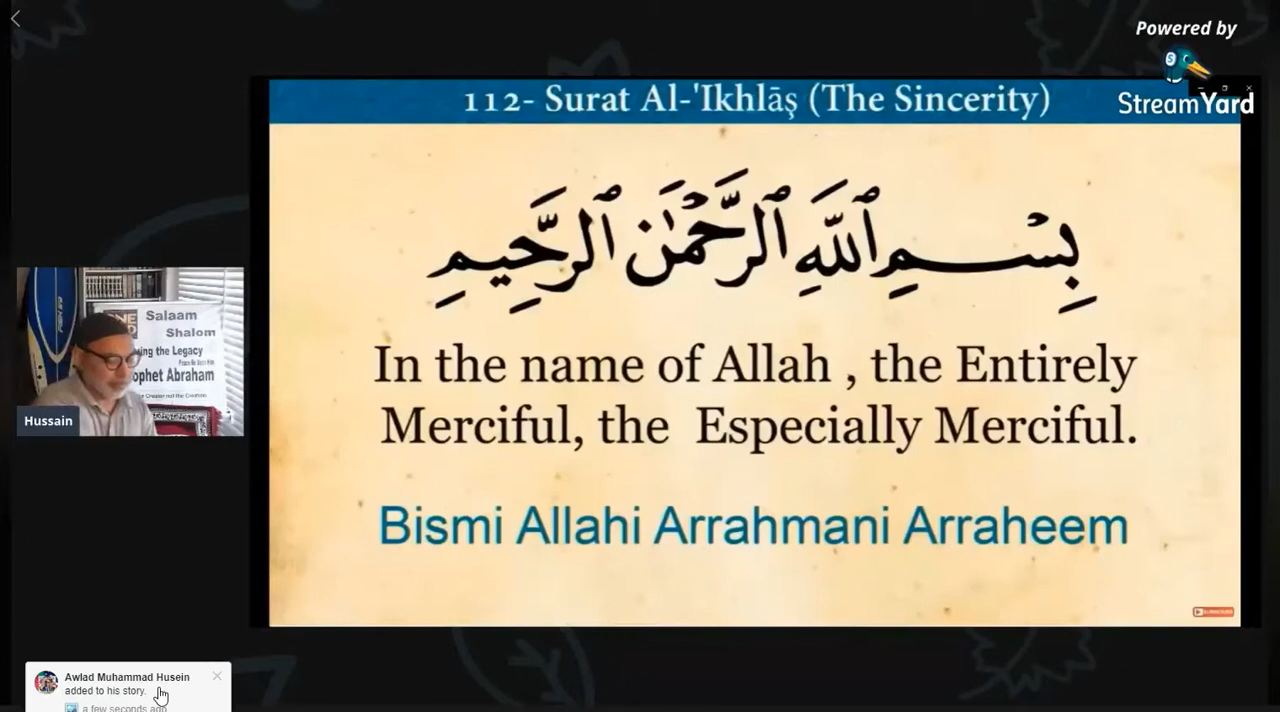 Powered by
StreamYard
112- Surat Al-'Ikhlāş (The Sincerity)
بِسْمِ ٱللَّهِ ٱلرَّحْمَٰنِ ٱلرَّحِيمِ
In the name of Allah , the Entirely
Merciful, the Especially Merciful.
Bismi Allahi Arrahmani Arraheem
Salaam
Shalom
the Legacy
Abraham
Hussain
Awlad Muhammad Husein
added to his story.
a few seconds ago